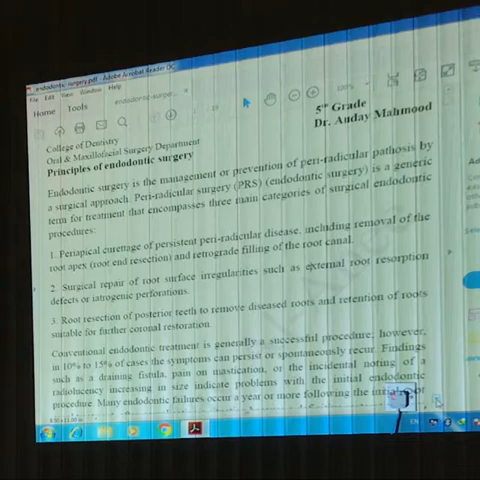 endodontic-surgery.pdf - Adobe Acrobat Reader DC
File Edit View Window Help
Home Tools
endodontic-surger...
5th Grade
Dr. Auday Mahmood
College of Dentistry
Oral & Maxillofacial Surgery Department
Principles of endodontic surgery
Endodontic surgery is the management or prevention of peri-radicular pathosis by
a surgical approach. Peri-radicular surgery (PRS) (endodontic surgery) is a generic
term for treatment that encompasses three main categories of surgical endodontic
procedures:
1. Periapical curettage of persistent peri-radicular disease, including removal of the
root apex (root end resection) and retrograde filling of the root canal.
2. Surgical repair of root surface irregularities such as external root resorption
defects or iatrogenic perforations.
3. Root resection of posterior teeth to remove diseased roots and retention of roots
suitable for further coronal restoration.
Conventional endodontic treatment is generally a successful procedure; however,
in 10% to 15% of cases the symptoms can persist or spontaneously recur. Findings
such as a draining fistula, pain on mastication, or the incidental noting of a
radiolucency increasing in size indicate problems with the initial endodontic
procedure. Many endodontic failures occur a year or more following the initial root
EN